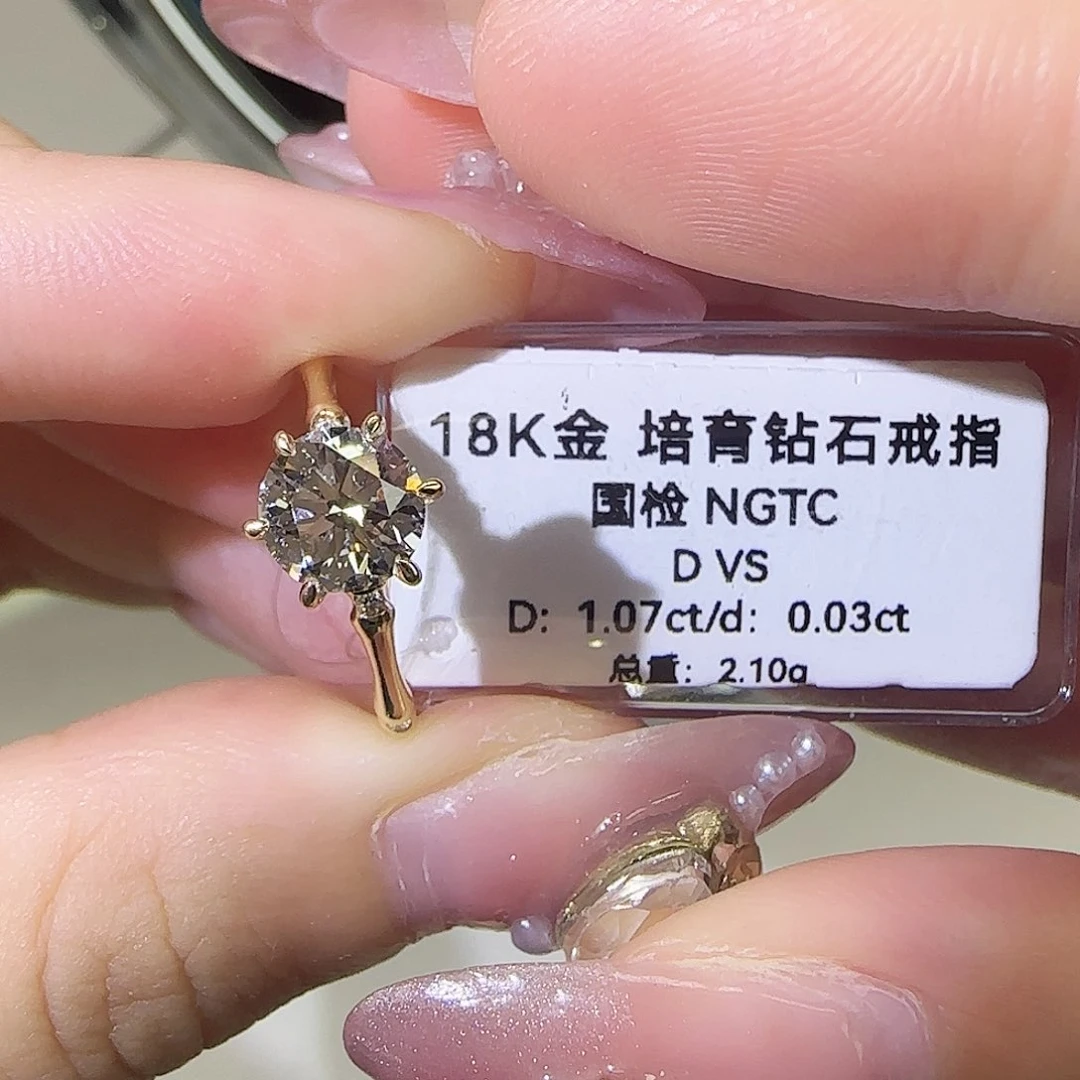 18K金 培育钻石戒指
国检 NGTC
D VS
D: 1.07ct/d: 0.03ct
总重: 2.10g